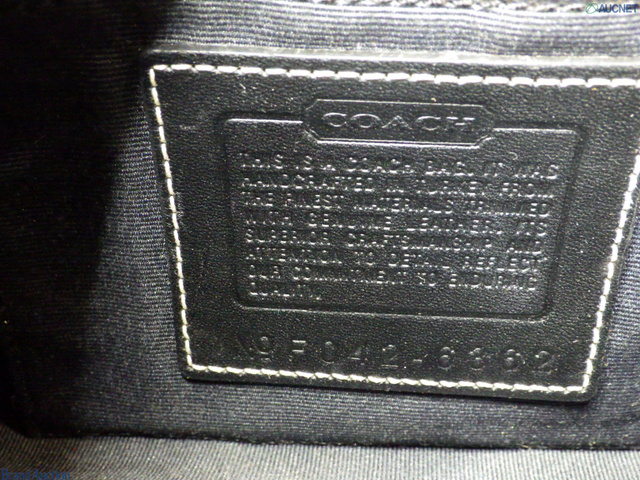 AUCNET
COACH
THIS IS A COACH BAG. IT WAS
HANDCRAFTED IN TURKEY FROM
THE FINEST MATERIALS TRIMMED
WITH GENUINE LEATHER. ITS
SUPERIOR CRAFTSMANSHIP AND
ATTENTION TO DETAIL REFLECT
OUR COMMITMENT TO ENDURING
QUALITY.
9F042-6362